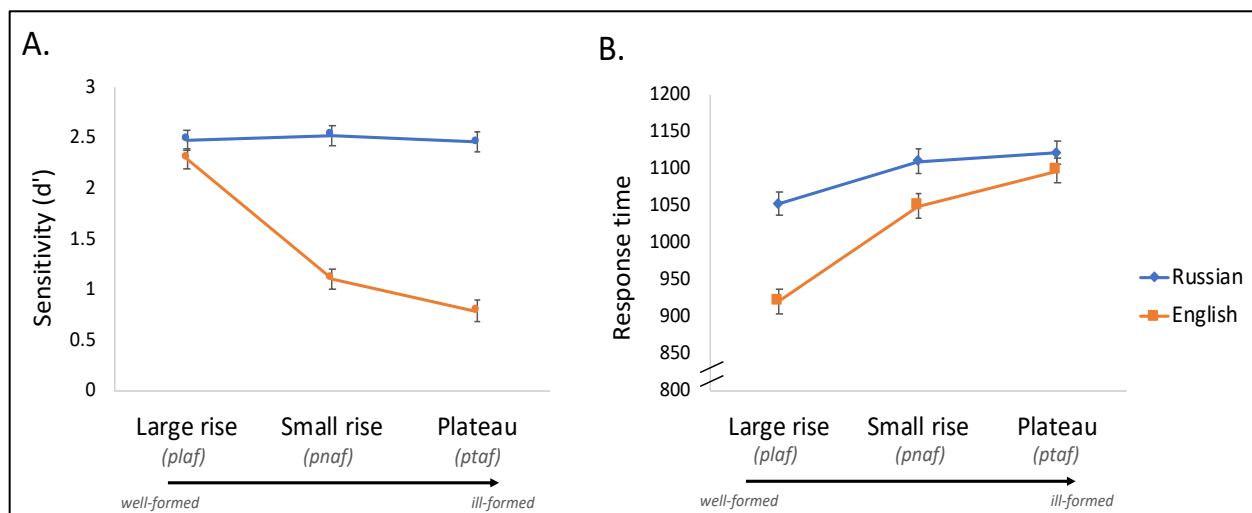 A.
Sensitivity (d')
3
2.5
2
1.5
1
0.5
0
Large rise Small rise Plateau
(plaf) (pnaf) (ptaf)
well-formed ill-formed
B.
Response time
1200
1150
1100
1050
1000
950
900
850
800
Large rise Small rise Plateau
(plaf) (pnaf) (ptaf)
well-formed ill-formed
Russian
English